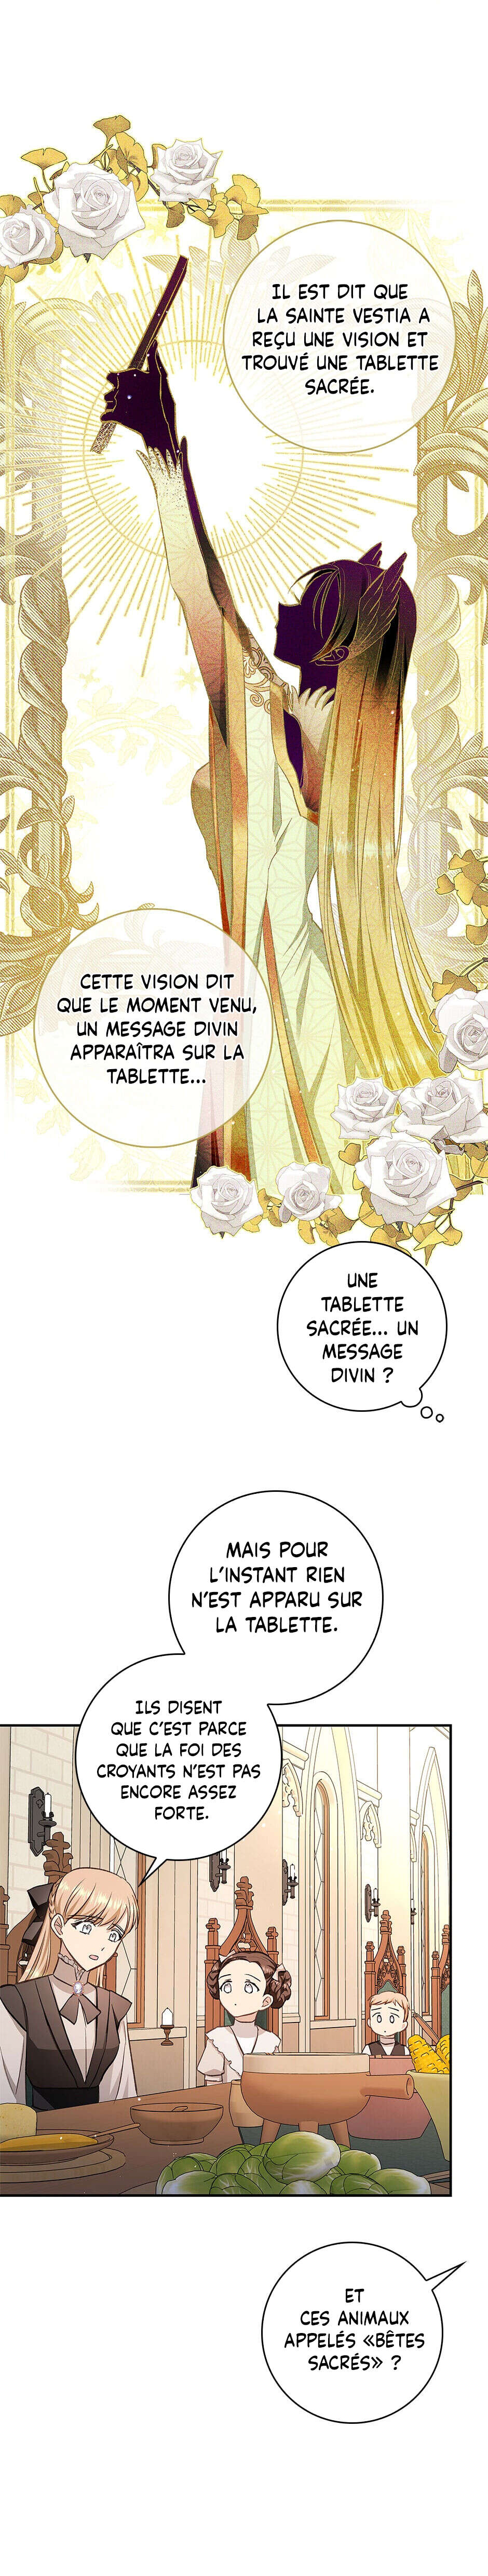 IL EST DIT QUE
LA SAINTE VESTIA A
REÇU UNE VISION ET
TROUVÉ UNE TABLETTE
SACRÉE.
CETTE VISION DIT
QUE LE MOMENT VENU,
UN MESSAGE DIVIN
APPARAÎTRA SUR LA
TABLETTE...
UNE
TABLETTE
SACRÉE... UN
MESSAGE
DIVIN ?
MAIS POUR
L'INSTANT RIEN
N'EST APPARU SUR
LA TABLETTE.
ILS DISENT
QUE C'EST PARCE
QUE LA FOI DES
CROYANTS N'EST PAS
ENCORE ASSEZ
FORTE.
ET
CES ANIMAUX
APPELÉS «BÊTES
SACRÉS» ?